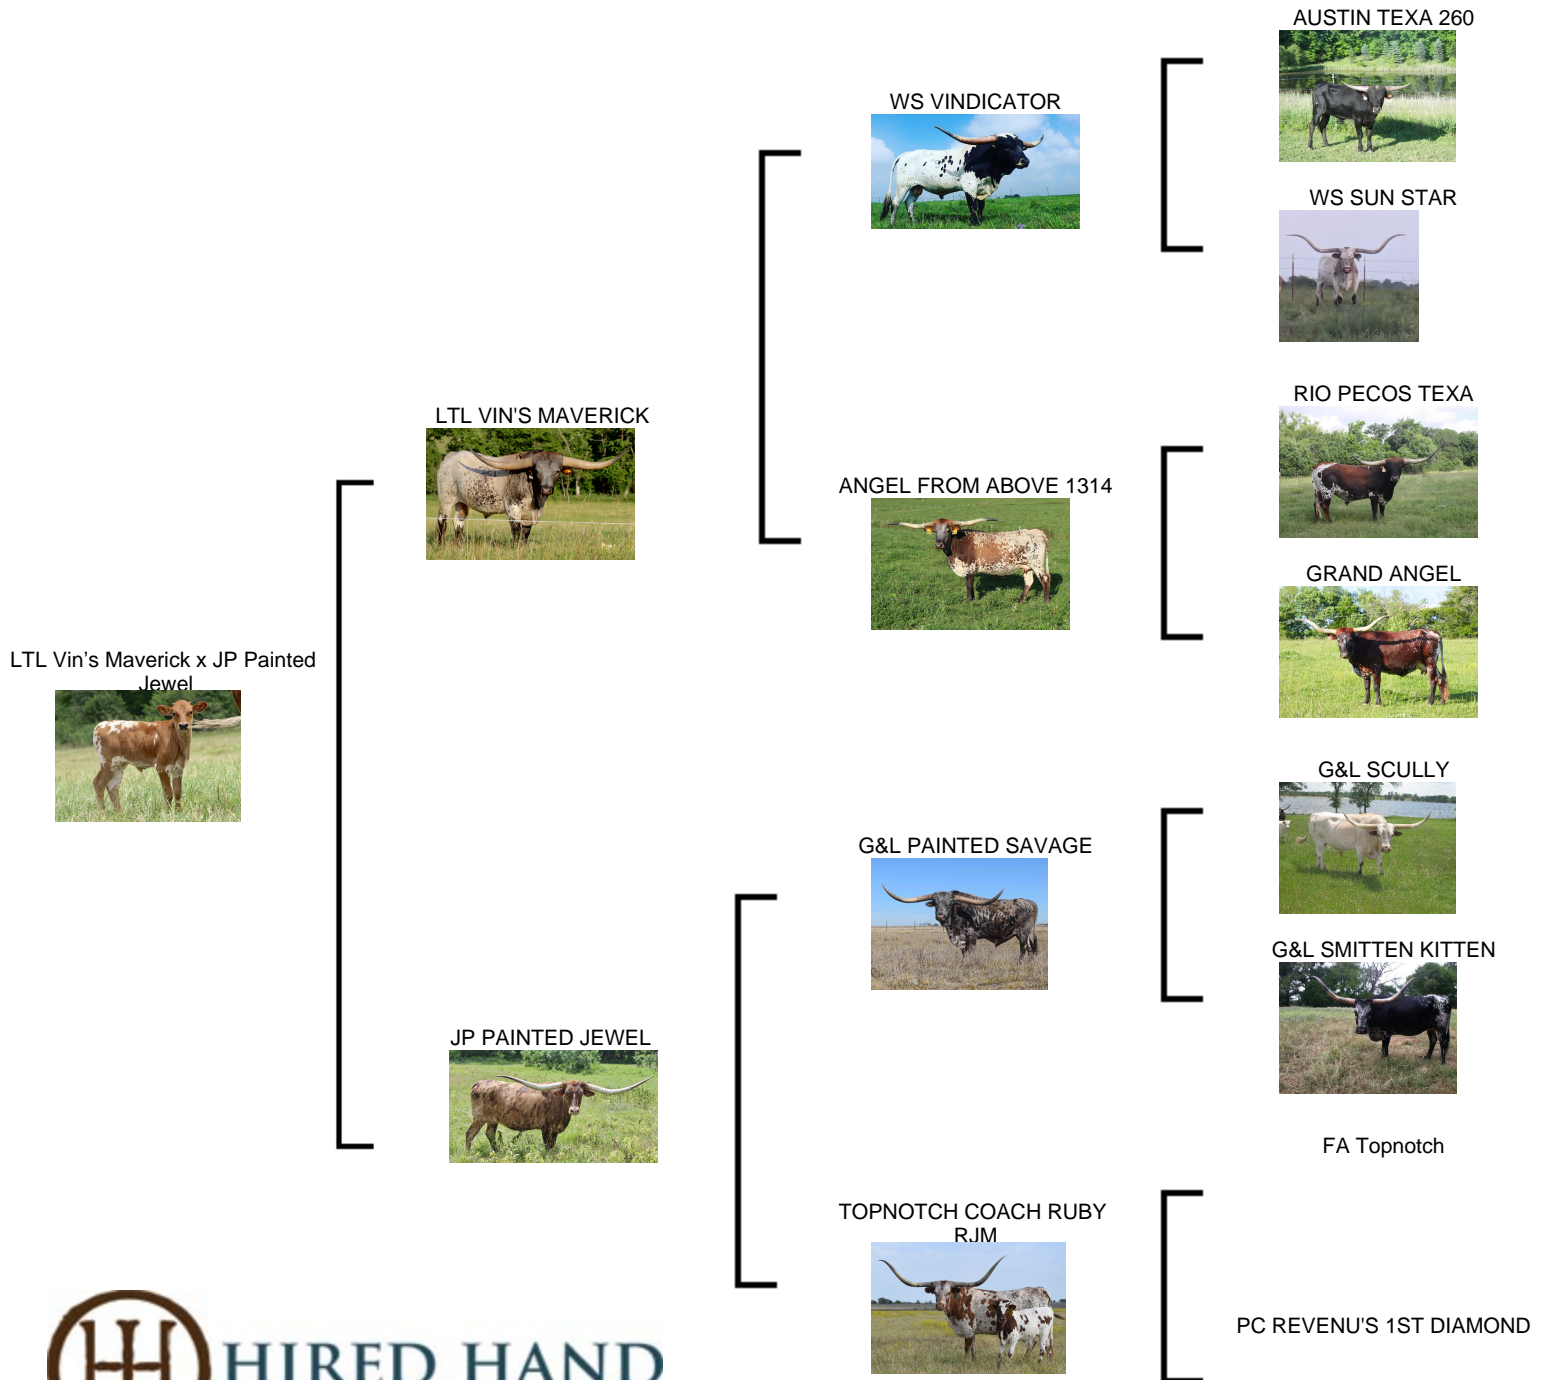 AUSTIN TEXA 260
WS VINDICATOR
WS SUN STAR
RIO PECOS TEXA
LTL VIN'S MAVERICK
ANGEL FROM ABOVE 1314
GRAND ANGEL
LTL Vin's Maverick x JP Painted
Jewel
G&L SCULLY
G&L PAINTED SAVAGE
G&L SMITTEN KITTEN
JP PAINTED JEWEL
FA Topnotch
TOPNOTCH COACH RUBY
RJM
PC REVENU'S 1ST DIAMOND
HIRED HAND